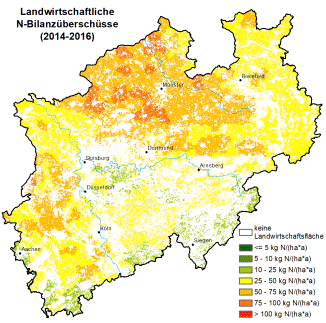 Landwirtschaftliche
N-Bilanzüberschüsse
(2014-2016)
Münster
Bielefeld
Dortmund
Duisburg
Arnsberg
Düsseldorf
Köln
Siegen
Aachen
keine
Landwirtschaftsfläche
<= 5 kg N/(ha*a)
5 - 10 kg N/(ha*a)
10 - 25 kg N/(ha*a)
25 - 50 kg N/(ha*a)
50 - 75 kg N/(ha*a)
75 - 100 kg N/(ha*a)
> 100 kg N/(ha*a)